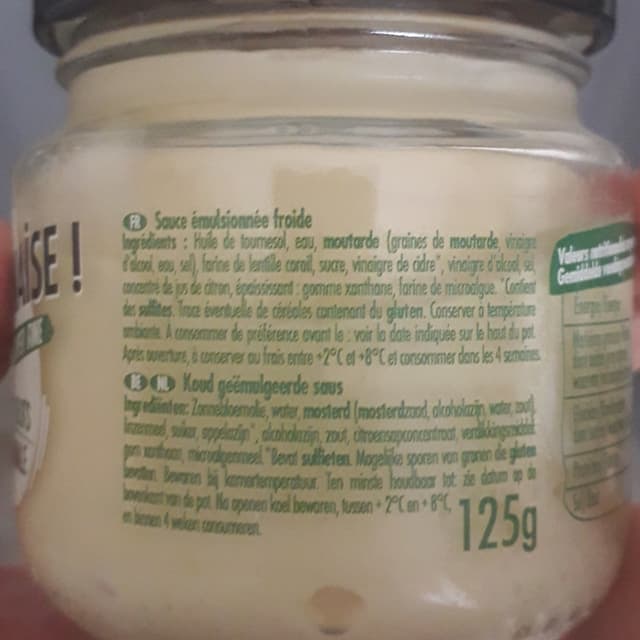 AÏSE !
FR Sauce émulsionnée froide
Ingrédients : Huile de tournesol, eau, moutarde (graines de moutarde, vinaigre
d'alcool, eau, sel), farine de lentille corail, sucre, vinaigre de cidre*, vinaigre d'alcool, sel,
concentré de jus de citron, épaississant : gomme xanthane, farine de microalgue. *Contient
des sulfites. Trace éventuelle de céréales contenant du gluten. Conserver à température
ambiante. A consommer de préférence avant le : voir la date indiquée sur le haut du pot.
Après ouverture, à conserver au frais entre +2°C et +8°C et consommer dans les 4 semaines.
BE NL Koud geëmulgeerde saus
Ingrediënten: Zonnebloemolie, water, mosterd (mosterdzaad, alcoholazijn, water, zout),
linzenmeel, suiker, appelazijn*, alcoholazijn, zout, citroensapconcentraat, verdikkingsmiddel:
gom xanthaan, microalgenmeel. *Bevat sulfieten. Mogelijke sporen van granen die gluten
bevatten. Bewaren bij kamertemperatuur. Ten minste houdbaar tot: zie datum op de
bovenkant van de pot. Na openen koel bewaren, tussen + 2°C en + 8°C
en binnen 4 weken consumeren.
125g
Valeurs